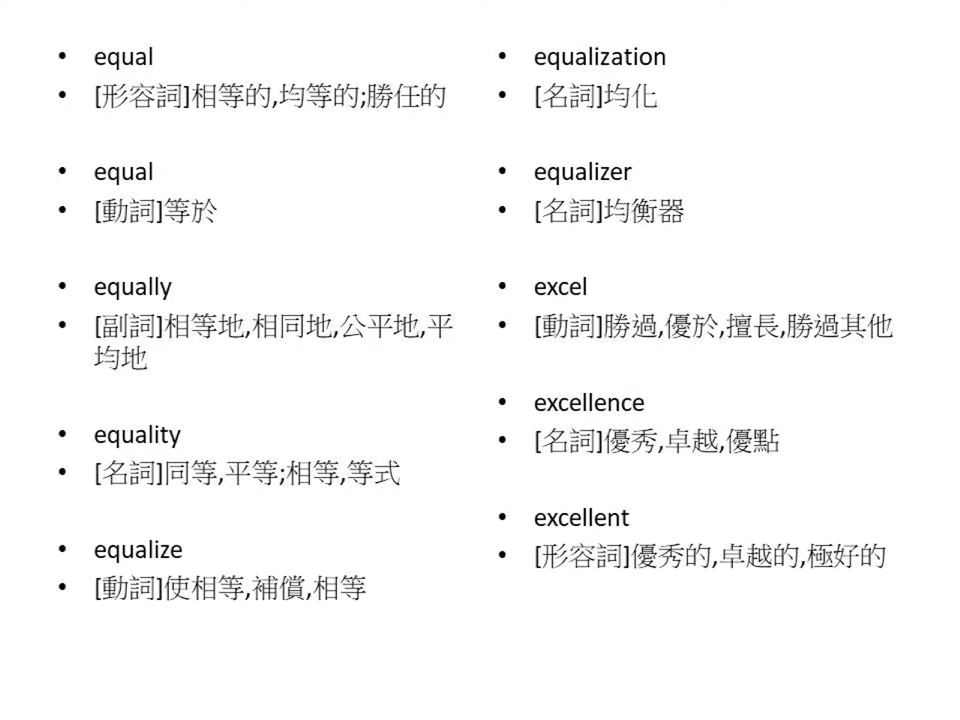 • equal
• [形容詞]相等的,均等的;勝任的
• equal
• [動詞]等於
• equally
• [副詞]相等地,相同地,公平地,平
均地
• equality
• [名詞]同等,平等;相等,等式
• equalize
• [動詞]使相等,補償,相等
• equalization
• [名詞]均化
• equalizer
• [名詞]均衡器
• excel
• [動詞]勝過,優於,擅長,勝過其他
• excellence
• [名詞]優秀,卓越,優點
• excellent
• [形容詞]優秀的,卓越的,極好的